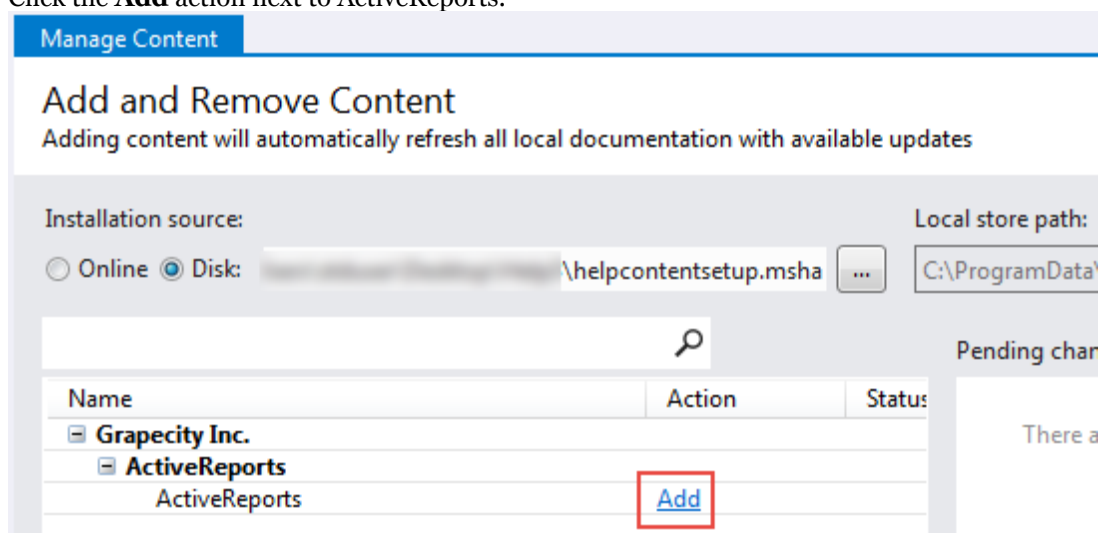 Click the Add action next to ActiveReports.
Manage Content
Add and Remove Content
Adding content will automatically refresh all local documentation with available updates
Installation source:
Local store path:
Online Disk: \helpcontentsetup.msha ... C:\ProgramData\
Pending chan
Name Action Status
Grapecity Inc.
There a
ActiveReports
ActiveReports Add